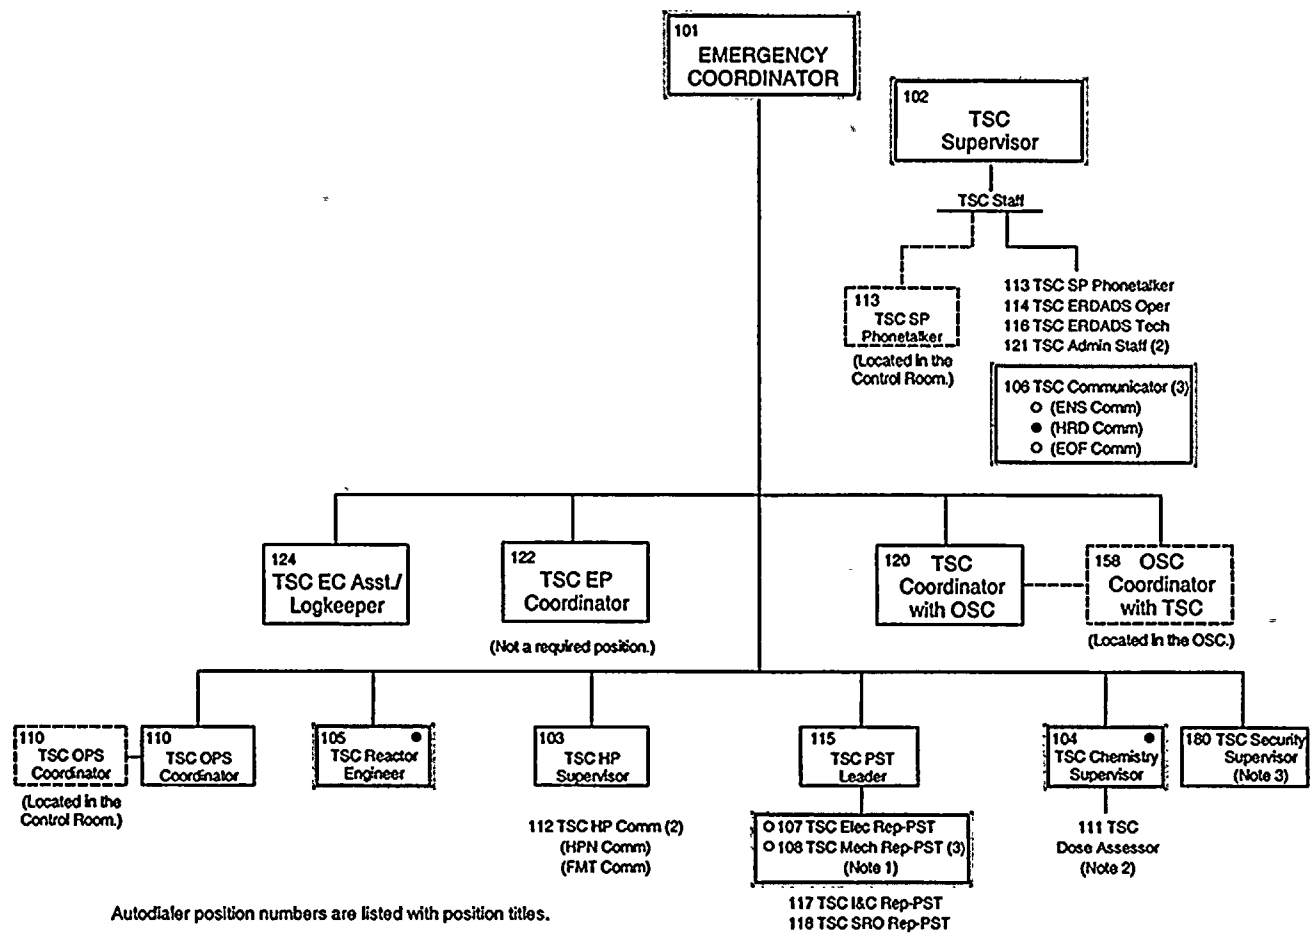 101
EMERGENCY
COORDINATOR
102
TSC
Supervisor
TSC Staff
113
TSC SP
Phonetalker
(Located in the
Control Room.)
113 TSC SP Phonetalker
114 TSC ERDADS Oper
116 TSC ERDADS Tech
121 TSC Admin Staff (2)
106 TSC Communicator (3)
(ENS Comm)
(HRD Comm)
(EOF Comm)
124
TSC EC Asst./
Logkeeper
122
TSC EP
Coordinator
(Not a required position.)
120 TSC
Coordinator
with OSC
158 OSC
Coordinator
with TSC
(Located in the OSC.)
110
TSC OPS
Coordinator
(Located in the
Control Room.)
110
TSC OPS
Coordinator
105
TSC Reactor
Engineer
103
TSC HP
Supervisor
112 TSC HP Comm (2)
(HPN Comm)
(FMT Comm)
115
TSC PST
Leader
107 TSC Elec Rep-PST
108 TSC Mech Rep-PST (3)
(Note 1)
117 TSC I&C Rep-PST
118 TSC SRO Rep-PST
104
TSC Chemistry
Supervisor
111 TSC
Dose Assessor
(Note 2)
180 TSC Security
Supervisor
(Note 3)
Autodialer position numbers are listed with position titles.